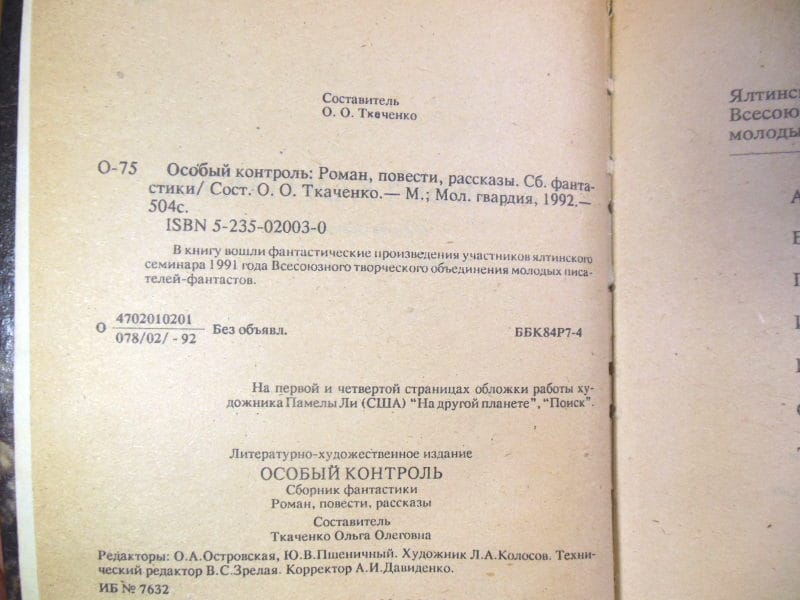 Составитель
О. О. Ткаченко
О-75 Особый контроль: Роман, повести, рассказы. Сб. фанта-
стики/ Сост. О. О. Ткаченко.— М.; Мол. гвардия, 1992.—
504с.
ISBN 5-235-02003-0
В книгу вошли фантастические произведения участников ялтинского
семинара 1991 года Всесоюзного творческого объединения молодых писа-
телей-фантастов.
О 4702010201
078/02/ - 92 Без объявл. ББК84Р7-4
На первой и четвертой страницах обложки работы ху-
дожника Памелы Ли (США) “На другой планете”, “Поиск”.
Литературно-художественное издание
ОСОБЫЙ КОНТРОЛЬ
Сборник фантастики
Роман, повести, рассказы
Составитель
Ткаченко Ольга Олеговна
Редакторы: О.А.Островская, Ю.В.Пшеничный. Художник Л.А.Колосов. Техни-
ческий редактор В.С.Зрелая. Корректор А.И.Давиденко.
ИБ № 7632
Ялтинс
Всесою
молоды